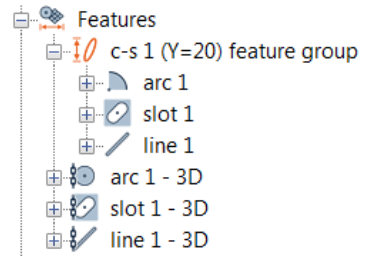 Features
c-s 1 (Y=20) feature group
arc 1
slot 1
line 1
arc 1 - 3D
slot 1 - 3D
line 1 - 3D